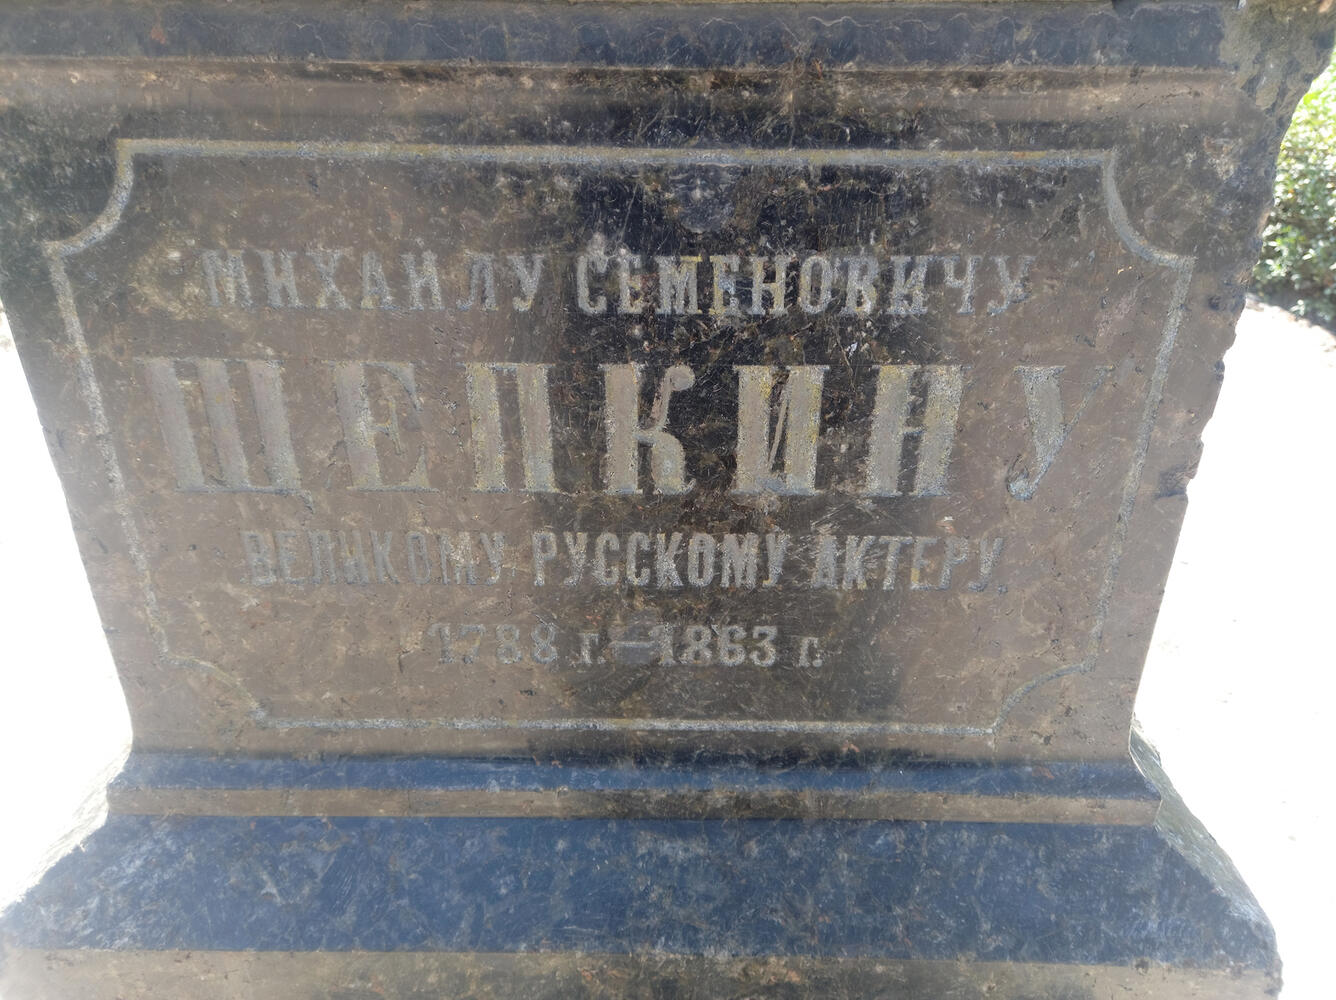 МИХАИЛУ СЕМЕНОВИЧУ
ЩЕПКИНУ
ВЕЛИКОМУ РУССКОМУ АКТЕРУ
1788 г.—1863 г.